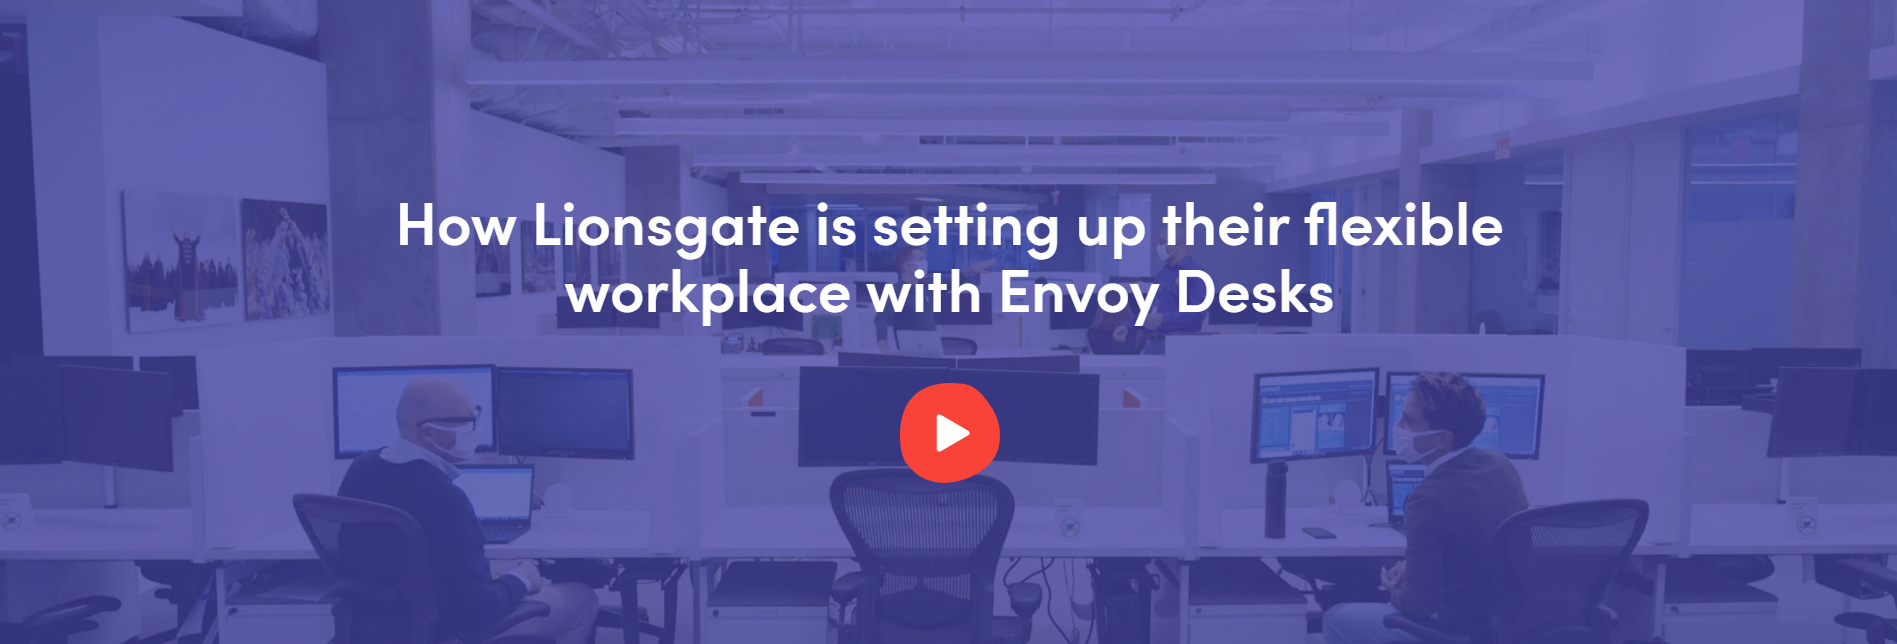 How Lionsgate is setting up their flexible
workplace with Envoy Desks